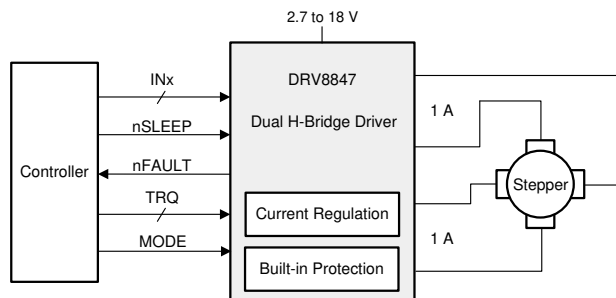 2.7 to 18 V
Controller
INx
nSLEEP
nFAULT
TRQ
MODE
DRV8847
Dual H-Bridge Driver
Current Regulation
Built-in Protection
1 A
1 A
Stepper